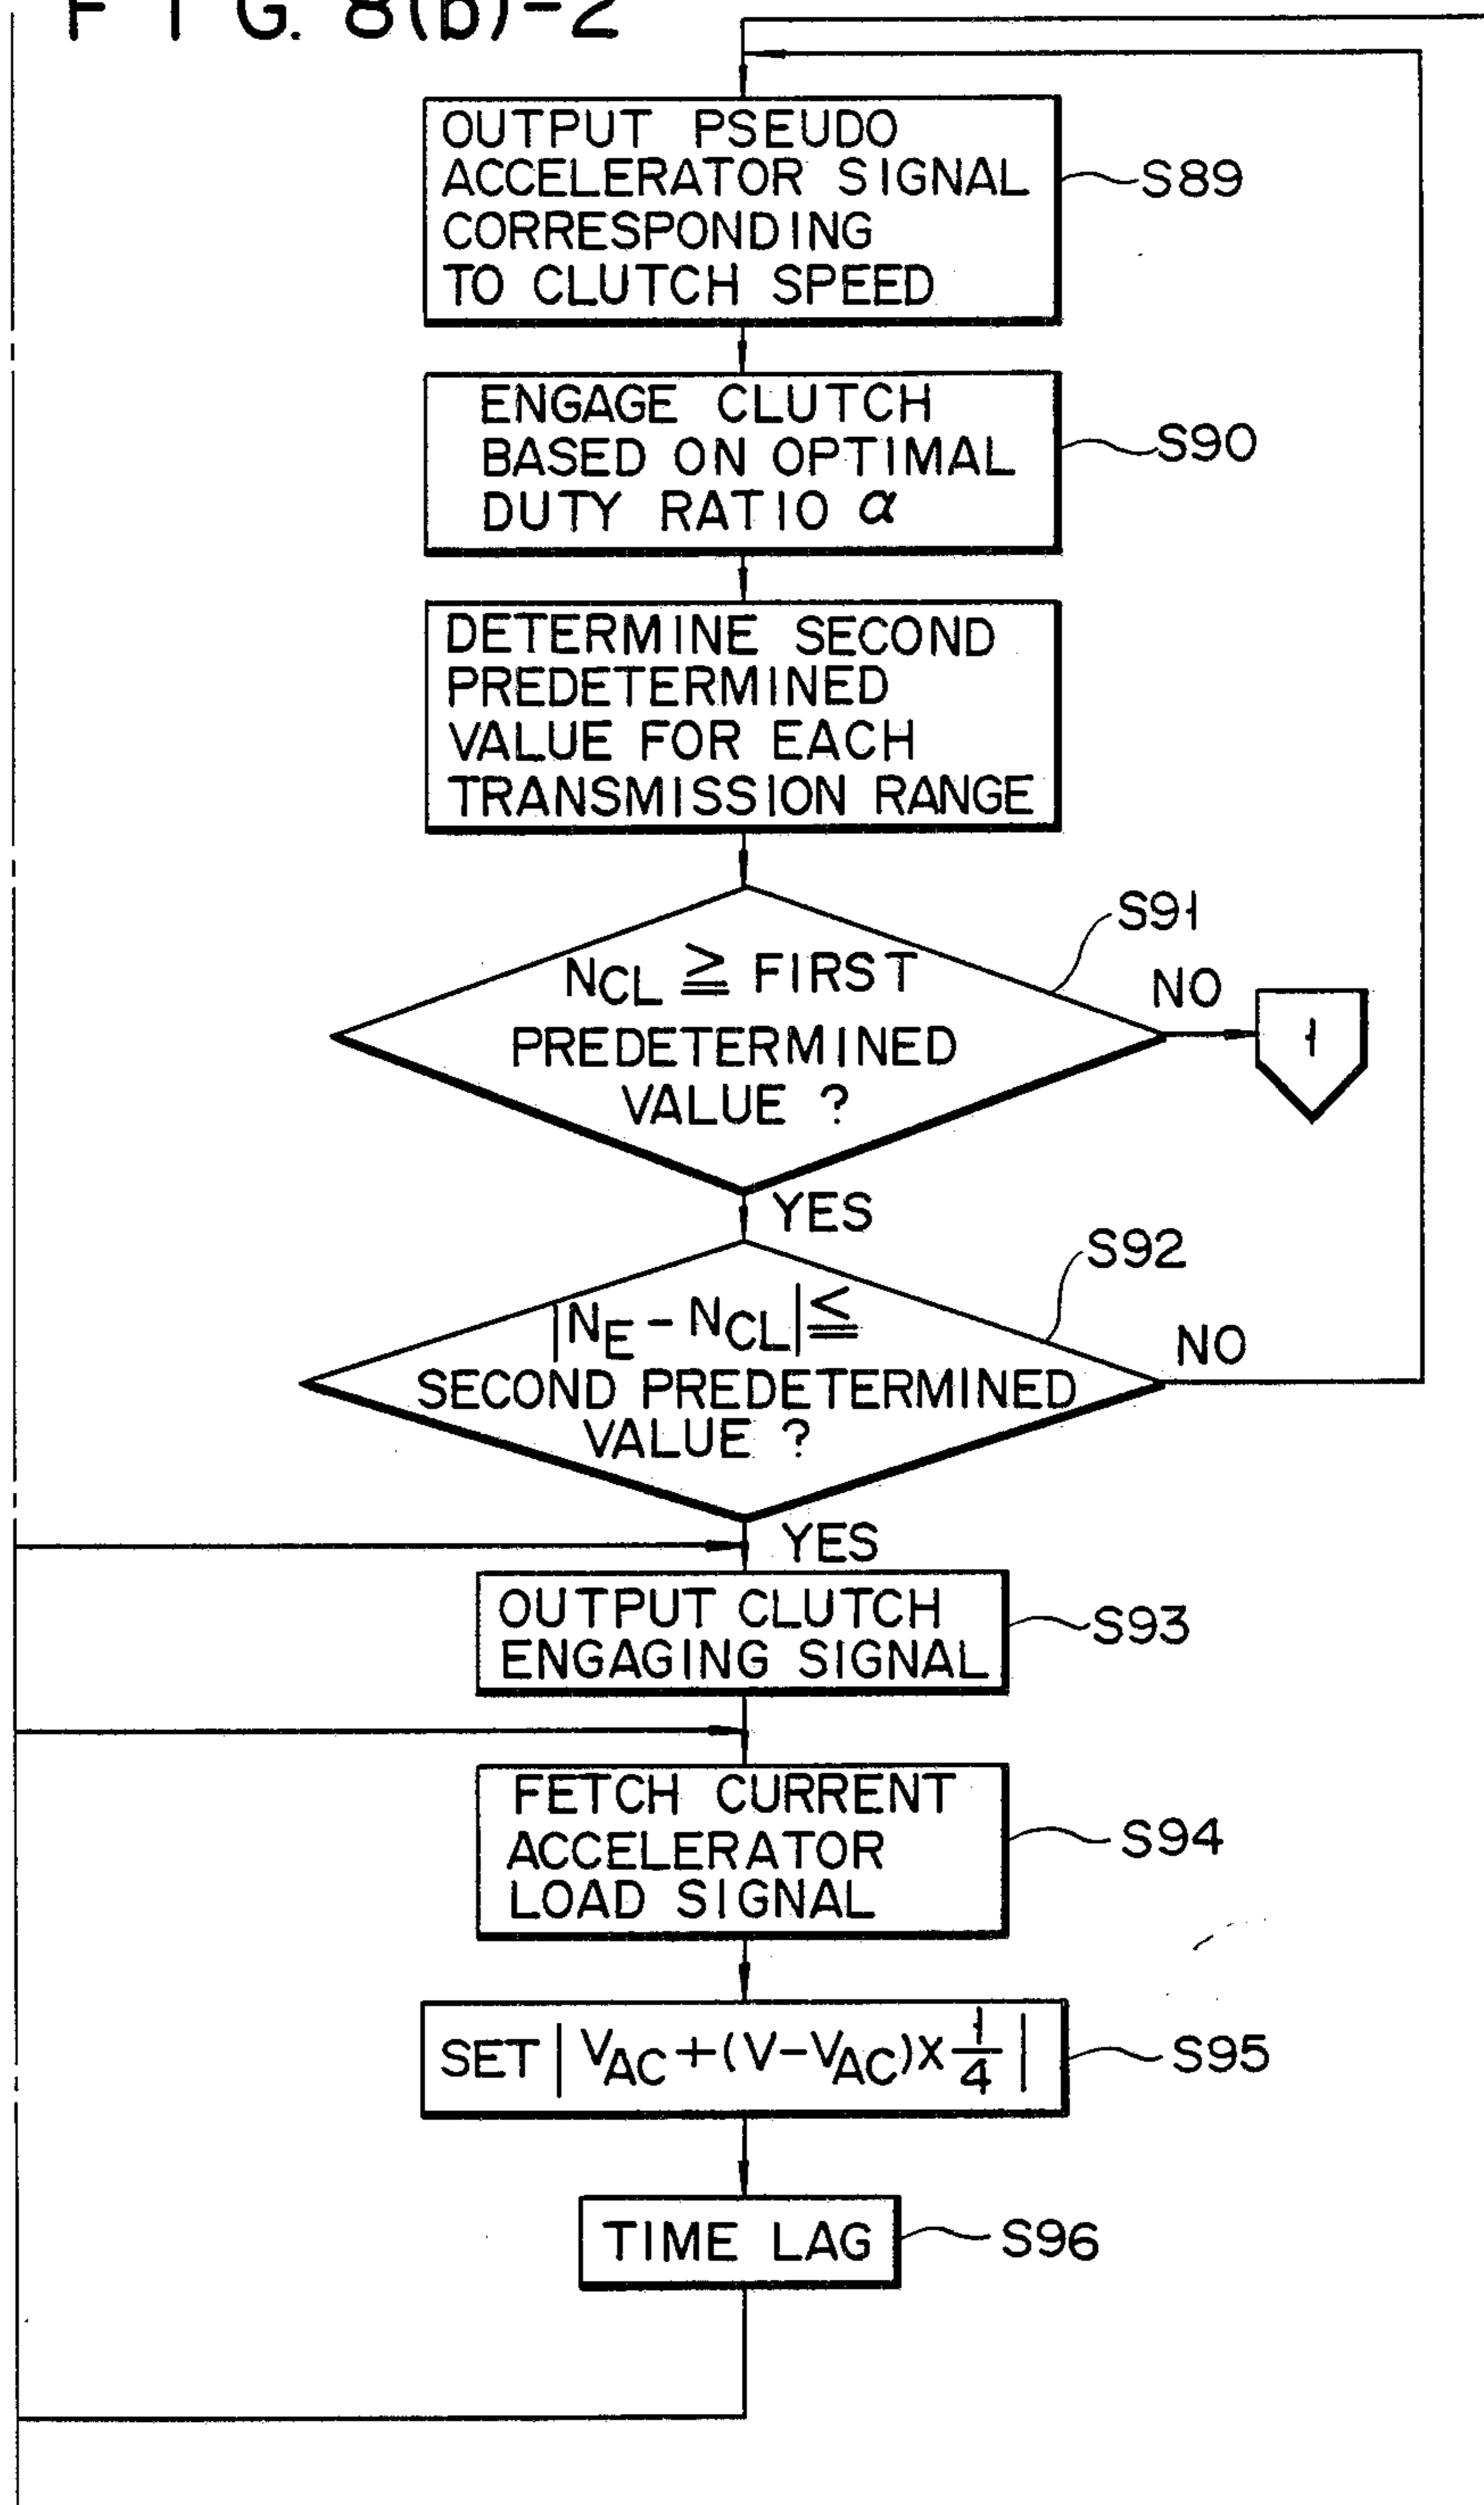 F I G. 8(b)-2
OUTPUT PSEUDO
ACCELERATOR SIGNAL
CORRESPONDING
TO CLUTCH SPEED
S89
ENGAGE CLUTCH
BASED ON OPTIMAL
DUTY RATIO α
S90
DETERMINE SECOND
PREDETERMINED
VALUE FOR EACH
TRANSMISSION RANGE
S91
NCL ≧ FIRST
PREDETERMINED
VALUE ?
NO
1
YES
S92
|NE - NCL| ≦
SECOND PREDETERMINED
VALUE ?
NO
YES
OUTPUT CLUTCH
ENGAGING SIGNAL
S93
FETCH CURRENT
ACCELERATOR
LOAD SIGNAL
S94
SET | VAC + (V-VAC) X 1/4 |
S95
TIME LAG
S96